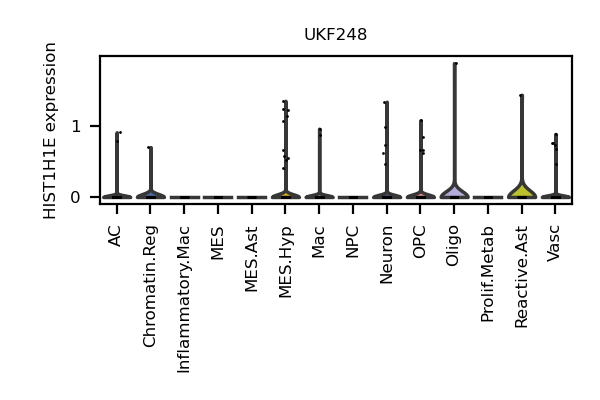 UKF248
HIST1H1E expression
1
0
AC
Chromatin.Reg
Inflammatory.Mac
MES
MES.Ast
MES.Hyp
Mac
NPC
Neuron
OPC
Oligo
Prolif.Metab
Reactive.Ast
Vasc